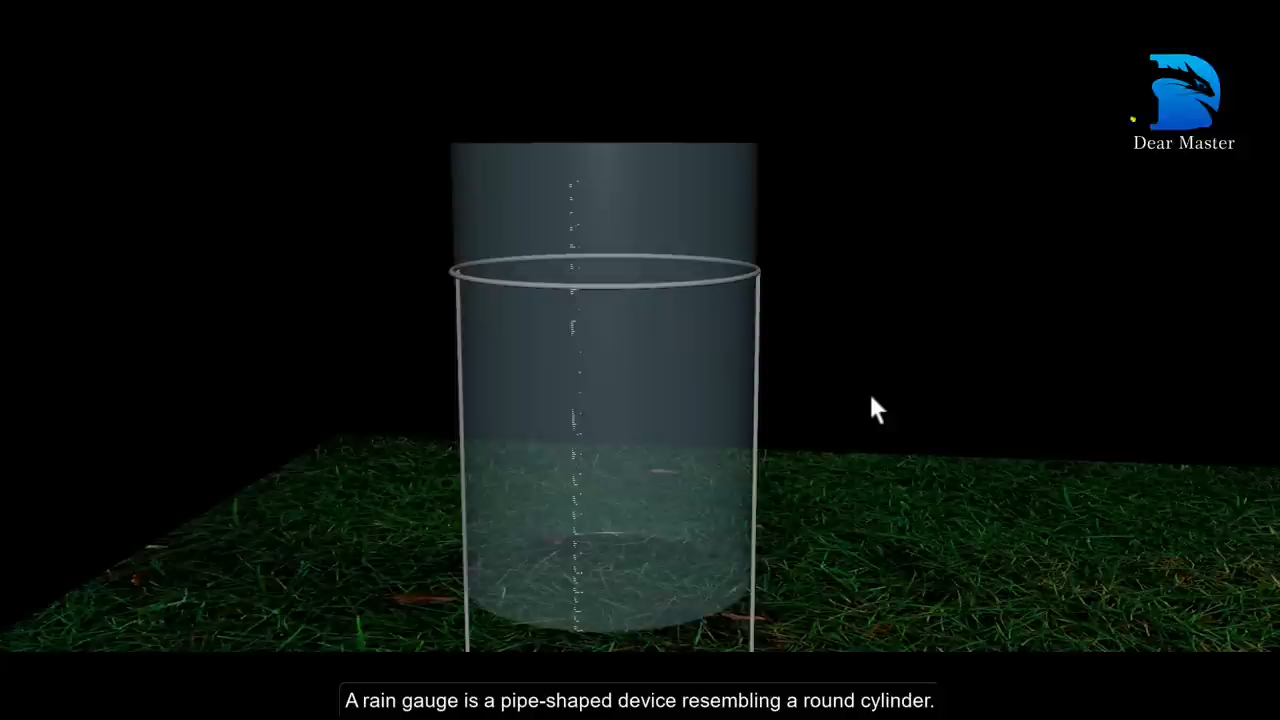 Dear Master
A rain gauge is a pipe-shaped device resembling a round cylinder.